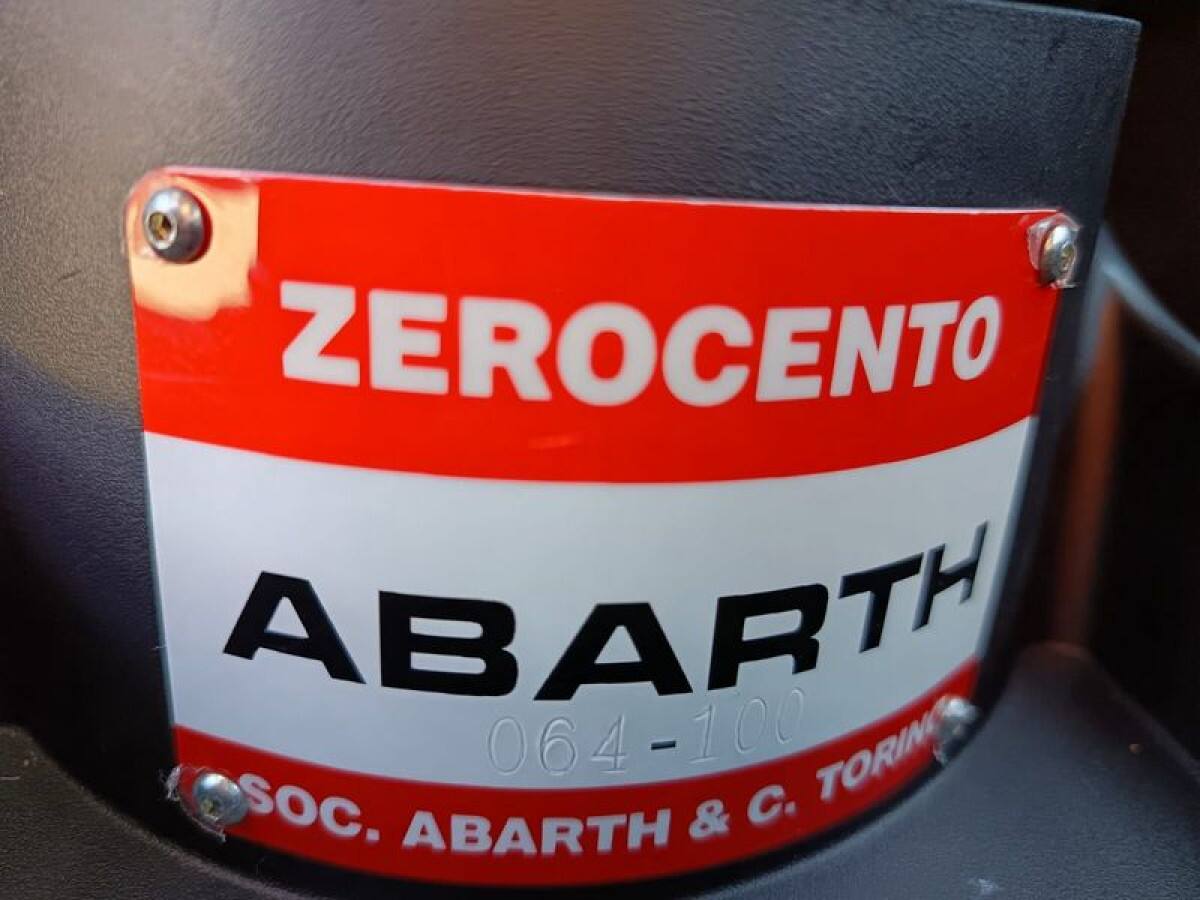 ZEROCENTO
ABARTH
064-100
SOC. ABARTH & C. TORINO